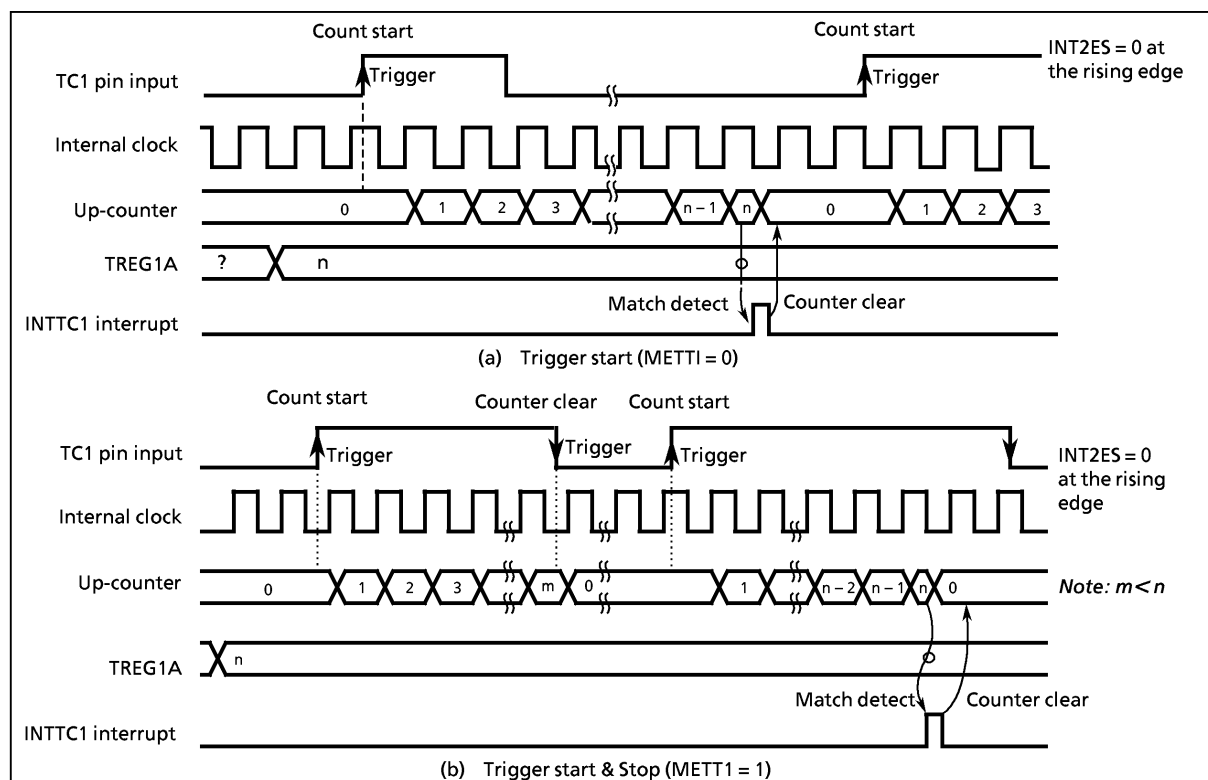 Count start
Count start
TC1 pin input
Trigger
Trigger
INT2ES = 0 at
the rising edge
Internal clock
Up-counter
0 1 2 3 n – 1 n 0 1 2 3
TREG1A
? n
Match detect
Counter clear
INTTC1 interrupt
(a) Trigger start (METTI = 0)
Count start
Counter clear
Count start
TC1 pin input
Trigger
Trigger
Trigger
INT2ES = 0
at the rising
edge
Internal clock
Up-counter
0 1 2 3 m 0 1 n – 2 n – 1 n 0
Note: m < n
TREG1A
n
Match detect
Counter clear
INTTC1 interrupt
(b) Trigger start & Stop (METT1 = 1)